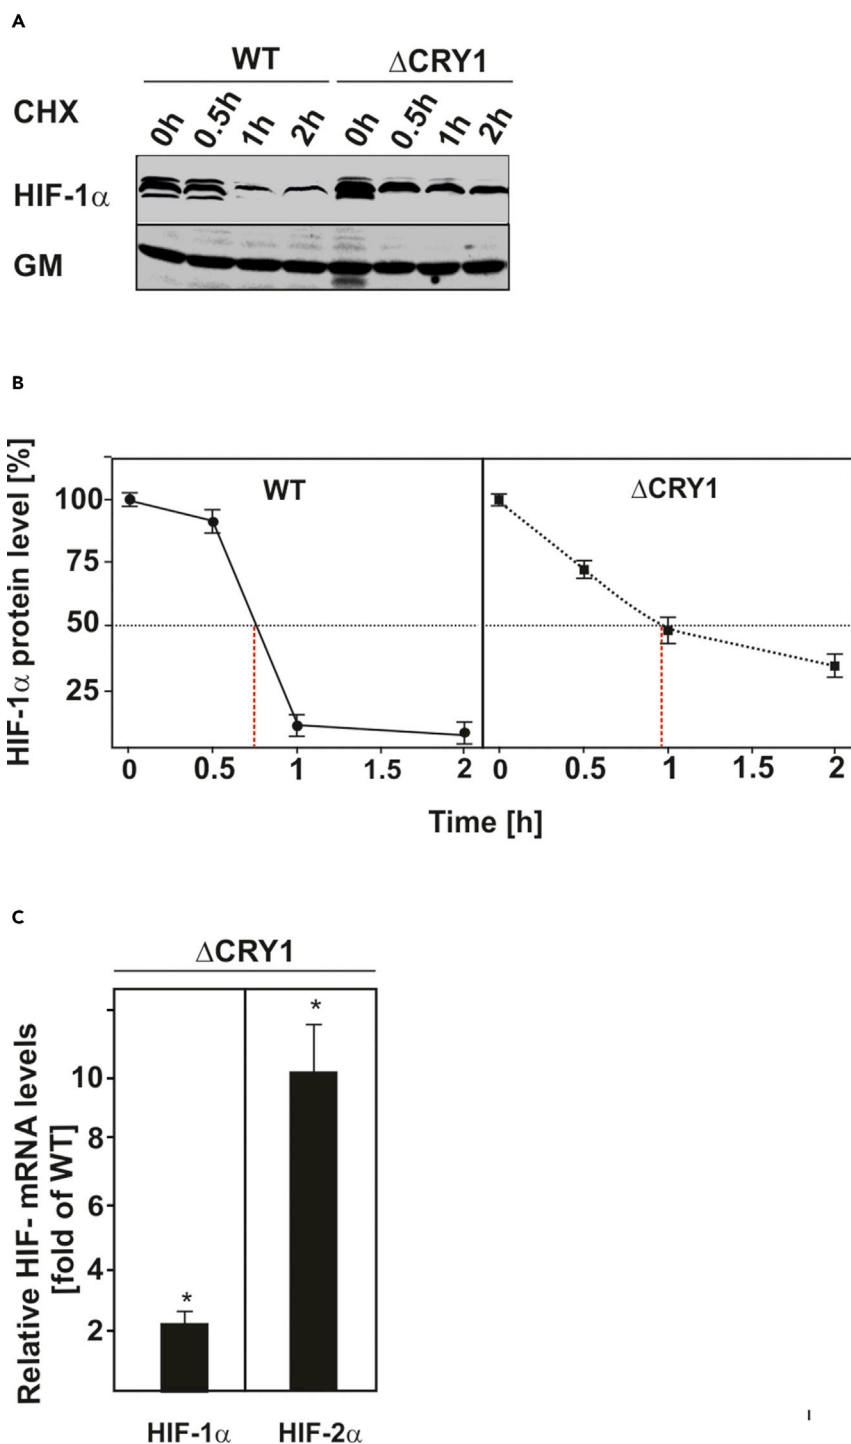 A
WT ΔCRY1
CHX 0h 0.5h 1h 2h 0h 0.5h 1h 2h
HIF-1α
GM
B
HIF-1α protein level [%]
WT ΔCRY1
100
75
50
25
0 0.5 1 1.5 2 0 0.5 1 1.5 2
Time [h]
C
ΔCRY1
Relative HIF- mRNA levels
[fold of WT]
* *
10
8
6
4
2
HIF-1α HIF-2α
I